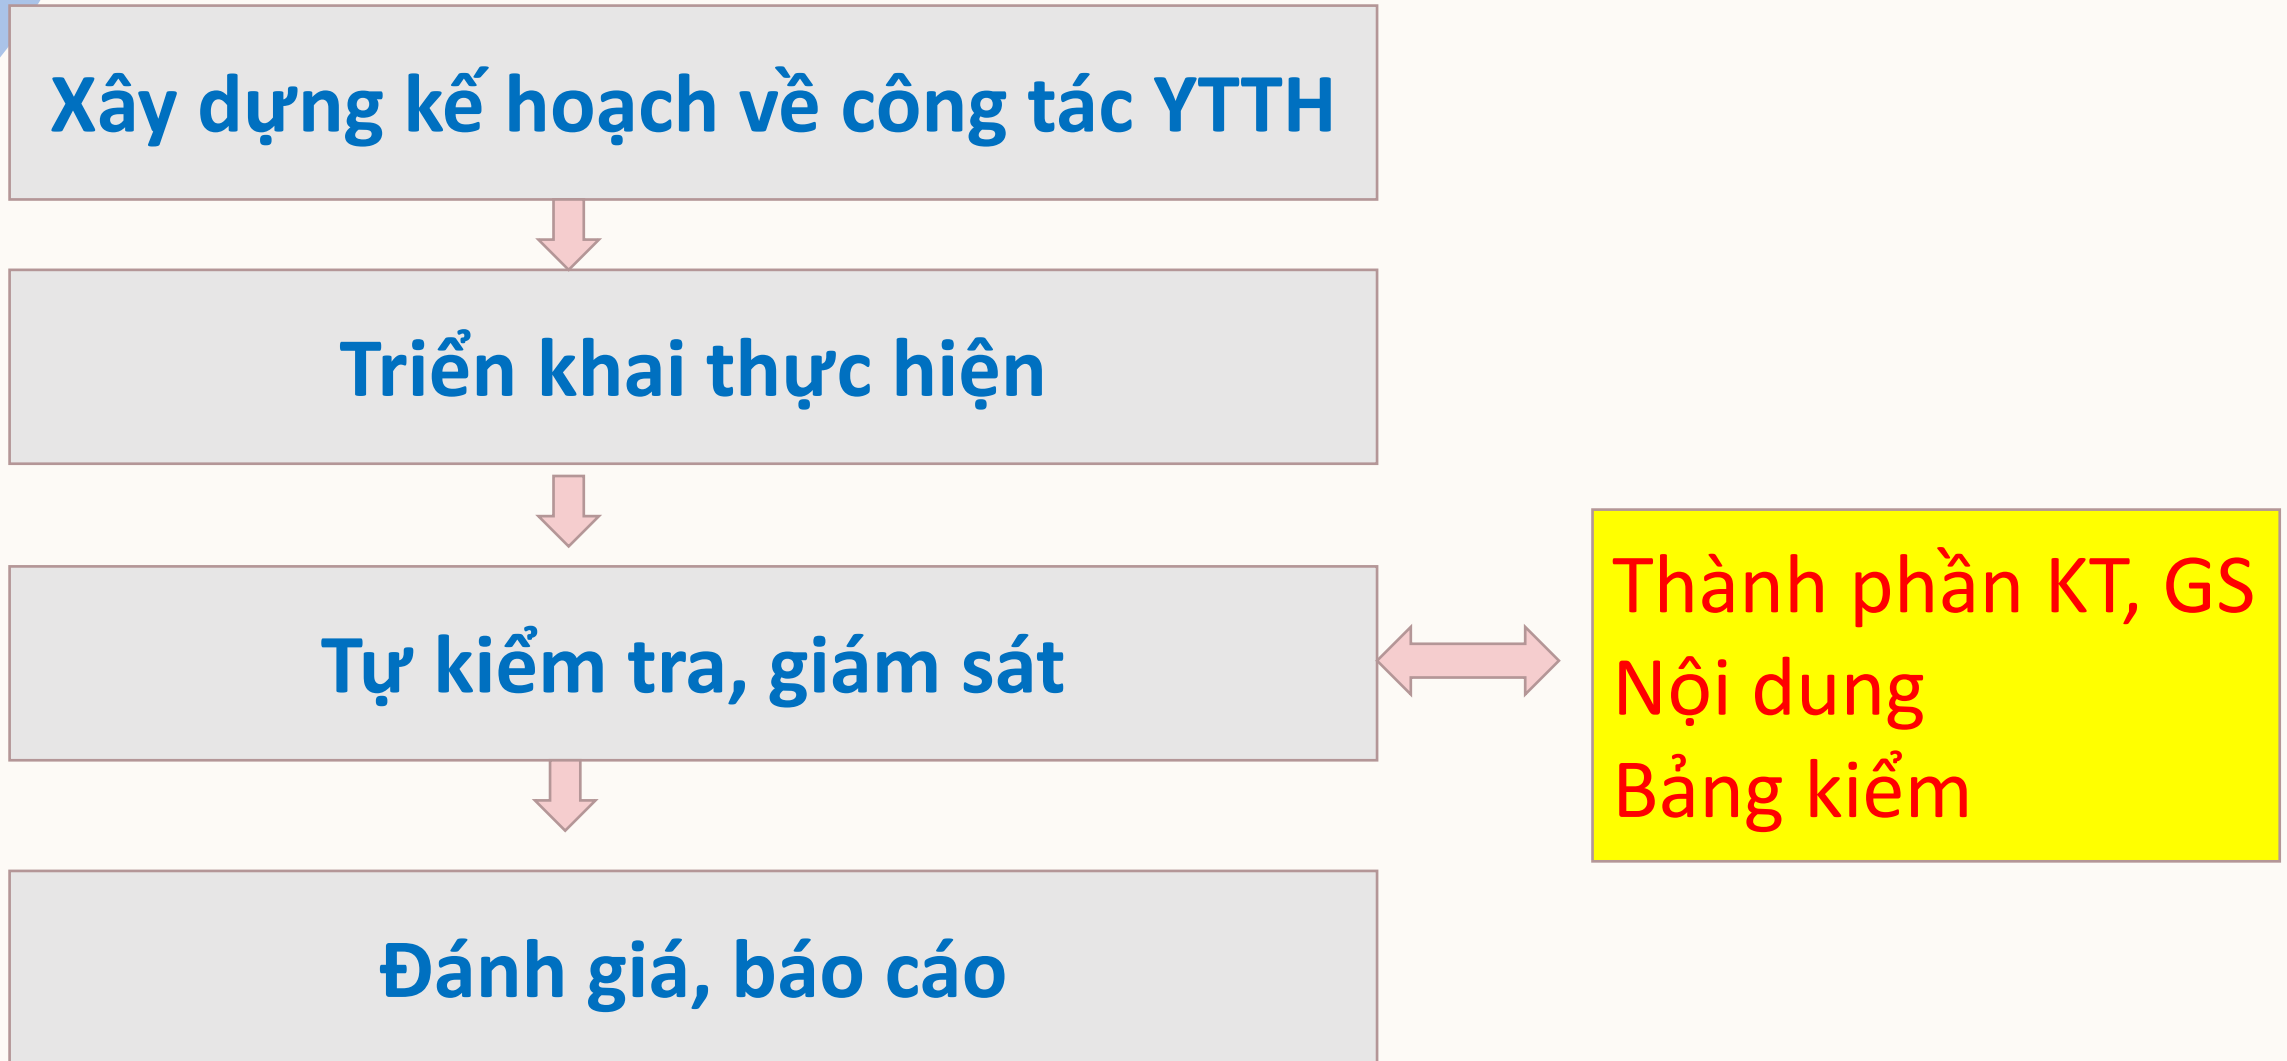 Xây dựng kế hoạch về công tác YTTH
Triển khai thực hiện
Tự kiểm tra, giám sát
Thành phần KT, GS
Nội dung
Bảng kiểm
Đánh giá, báo cáo